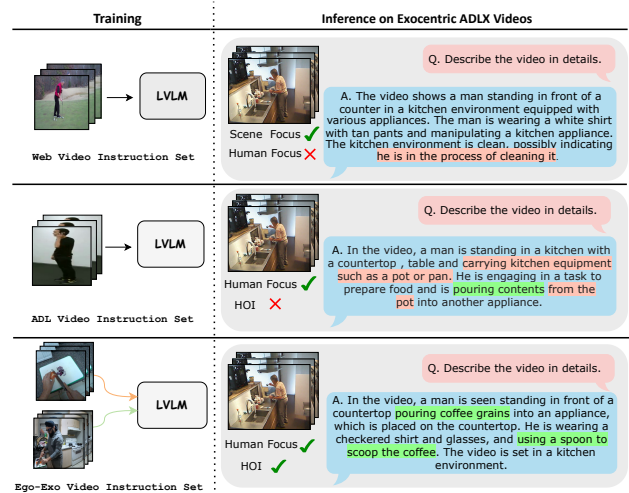 Training
Inference on Exocentric ADLX Videos
LVLM
Web Video Instruction Set
Scene Focus
Human Focus
Q. Describe the video in details.
A. The video shows a man standing in front of a
counter in a kitchen environment equipped with
various appliances. The man is wearing a white shirt
with tan pants and manipulating a kitchen appliance.
The kitchen environment is clean, possibly indicating
he is in the process of cleaning it.
LVLM
ADL Video Instruction Set
Human Focus
HOI
Q. Describe the video in details.
A. In the video, a man is standing in a kitchen with
a countertop , table and carrying kitchen equipment
such as a pot or pan. He is engaging in a task to
prepare food and is pouring contents from the
pot into another appliance.
LVLM
Ego-Exo Video Instruction Set
Human Focus
HOI
Q. Describe the video in details.
A. In the video, a man is seen standing in front of a
countertop pouring coffee grains into an appliance,
which is placed on the countertop. He is wearing a
checkered shirt and glasses, and using a spoon to
scoop the coffee. The video is set in a kitchen
environment.